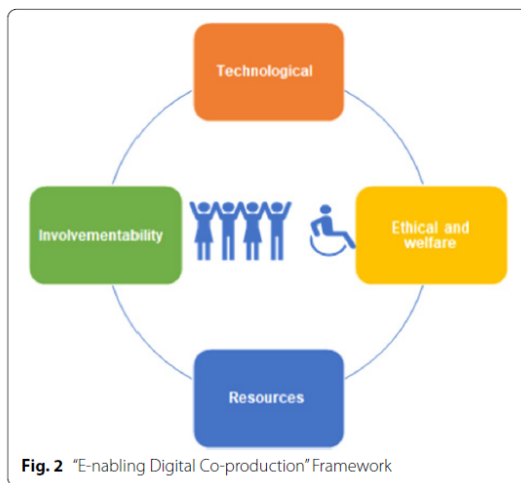 Technological
Involvementability
Ethical and
welfare
Resources
Fig. 2 "E-nabling Digital Co-production" Framework